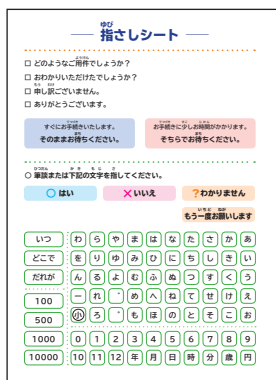 指さしシート
どのようなご用件でしょうか?
おわかりいただけたでしょうか?
申し訳ございません。
ありがとうございます。
すぐにお手続きいたします。
そのままお待ちください。
お手続きに少しお時間がかかります。
そちらでお待ちください。
筆談または下記の文字を指してください。
はい
いいえ
?わかりません
もう一度お願いします
いつ わ ら や ま は な た さ か あ
どこで を り ゆ み ひ に ち し き い
だれが ん る よ む ふ ぬ つ す く う
100 ー れ ゛ め へ ね て せ け え
500 小 ろ ゜ も ほ の と そ こ お
1000 0 1 2 3 4 5 6 7 8 9
10000 10 11 12 年 月 日 時 分 歳 円